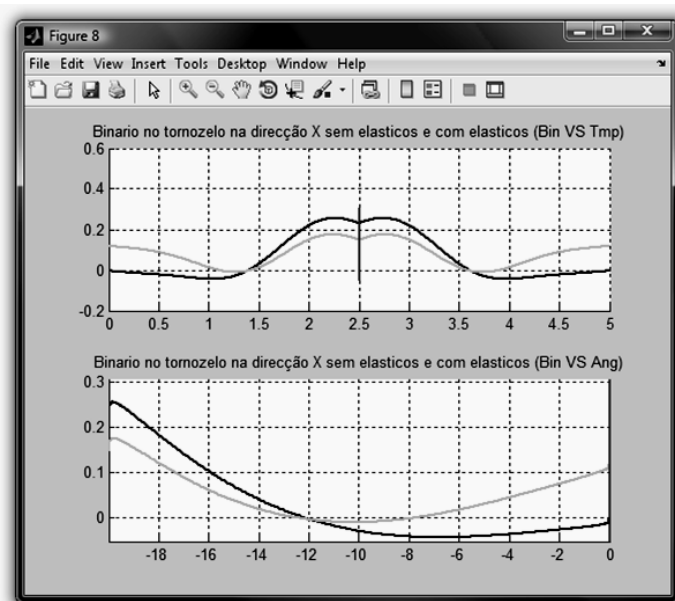 Figure 8
File Edit View Insert Tools Desktop Window Help
Binario no tornozelo na direcção X sem elasticos e com elasticos (Bin VS Tmp)
0.6
0.4
0.2
0
-0.2
0 0.5 1 1.5 2 2.5 3 3.5 4 4.5 5
Binario no tornozelo na direcção X sem elasticos e com elasticos (Bin VS Ang)
0.3
0.2
0.1
0
-18 -16 -14 -12 -10 -8 -6 -4 -2 0